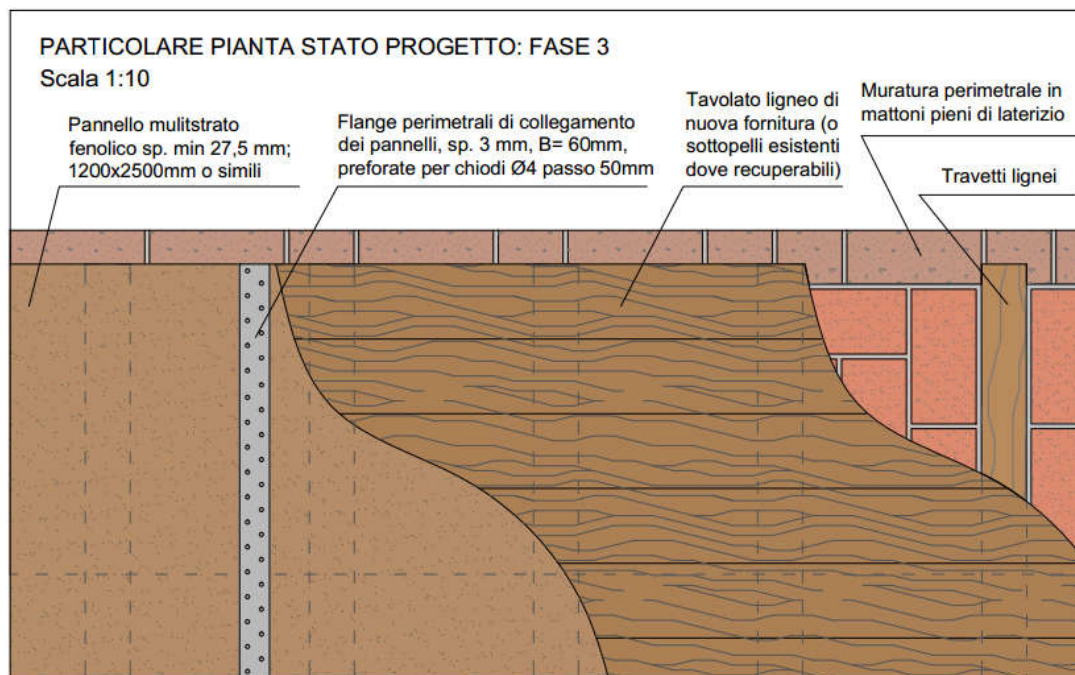 PARTICOLARE PIANTA STATO PROGETTO: FASE 3
Scala 1:10
Pannello mulitstrato
fenolico sp. min 27,5 mm;
1200x2500mm o simili
Flange perimetrali di collegamento
dei pannelli, sp. 3 mm, B= 60mm,
preforate per chiodi Ø4 passo 50mm
Tavolato ligneo di
nuova fornitura (o
sottopelli esistenti
dove recuperabili)
Muratura perimetrale in
mattoni pieni di laterizio
Travetti lignei